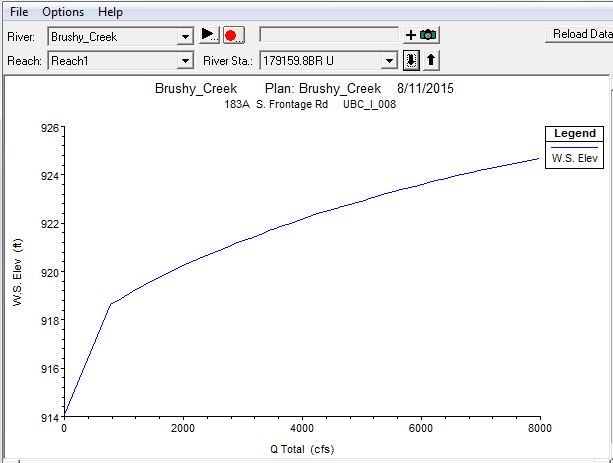 File Options Help
River: Brushy_Creek Reload Data
Reach: Reach1 River Sta.: 179159.8BR U
Brushy_Creek Plan: Brushy_Creek 8/11/2015
183A S. Frontage Rd UBC_I_008
Legend
W.S. Elev
926
924
922
920
918
916
914
W.S. Elev (ft)
0 2000 4000 6000 8000
Q Total (cfs)